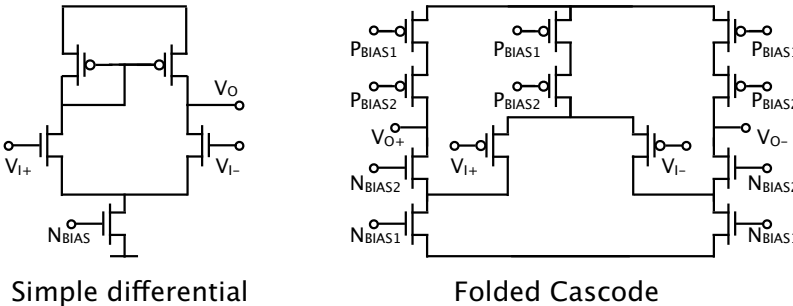 PBIAS1 PBIAS1 PBIAS1
VO PBIAS2 PBIAS2 PBIAS2
VO+ VO-
VI+ VI- VI+ VI-
NBIAS2 NBIAS2
NBIAS NBIAS1 NBIAS1
Simple differential Folded Cascode